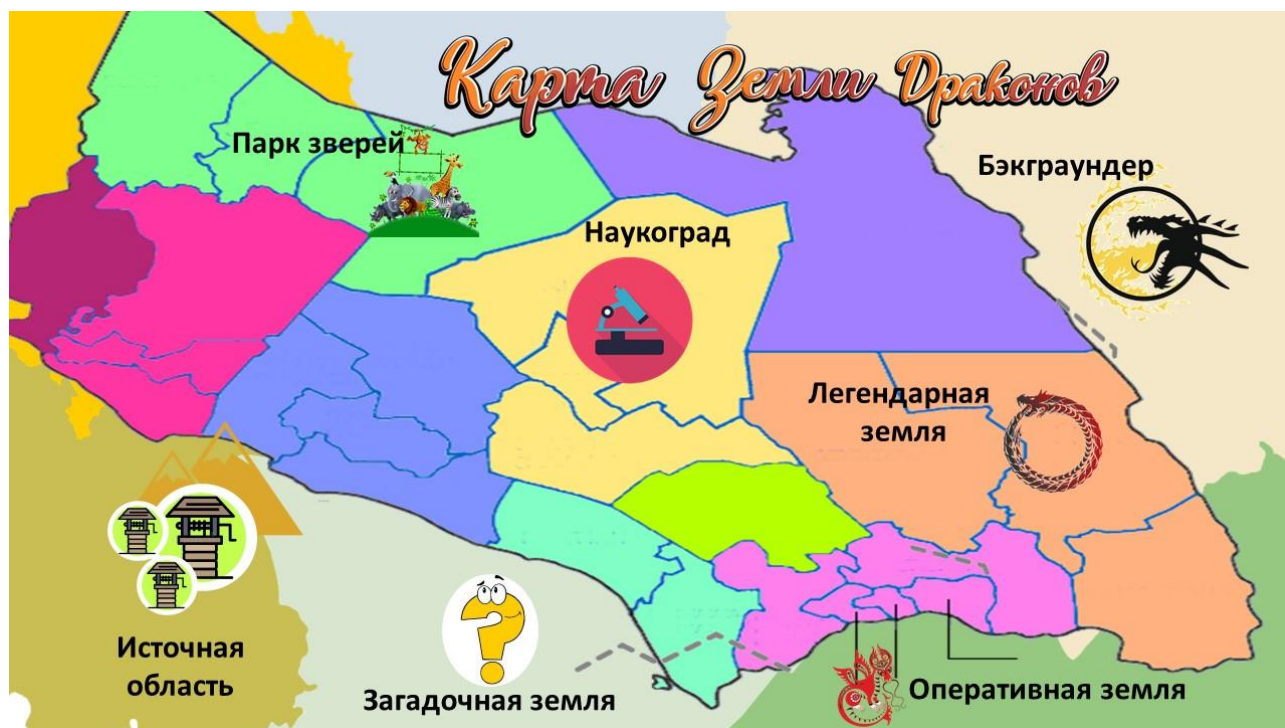 Карта Земли Драконов
Парк зверей
Бэкграундер
Наукоград
Легендарная
земля
Источная
область
Загадочная земля
Оперативная земля